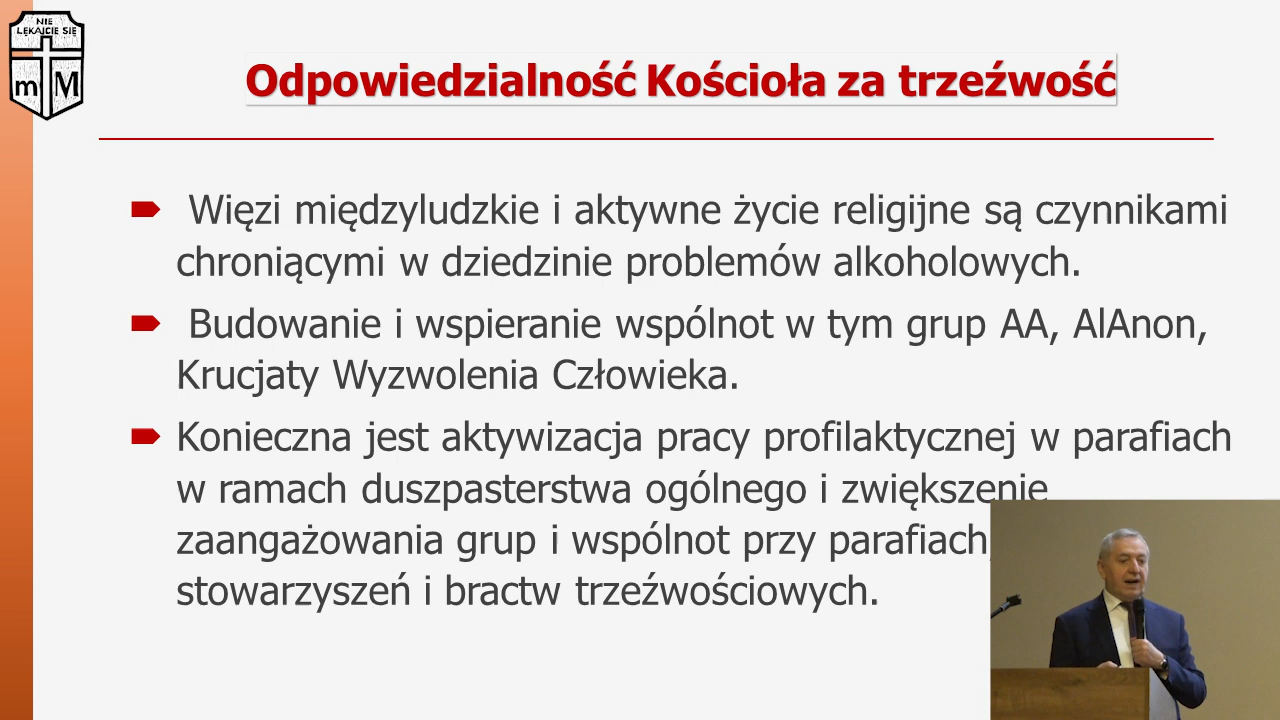 NIE
LĘKAJCIE SIĘ
m M
Odpowiedzialność Kościoła za trzeźwość
Więzi międzyludzkie i aktywne życie religijne są czynnikami
chroniącymi w dziedzinie problemów alkoholowych.
Budowanie i wspieranie wspólnot w tym grup AA, AlAnon,
Krucjaty Wyzwolenia Człowieka.
Konieczna jest aktywizacja pracy profilaktycznej w parafiach
w ramach duszpasterstwa ogólnego i zwiększenie
zaangażowania grup i wspólnot przy parafiach,
stowarzyszeń i bractw trzeźwościowych.